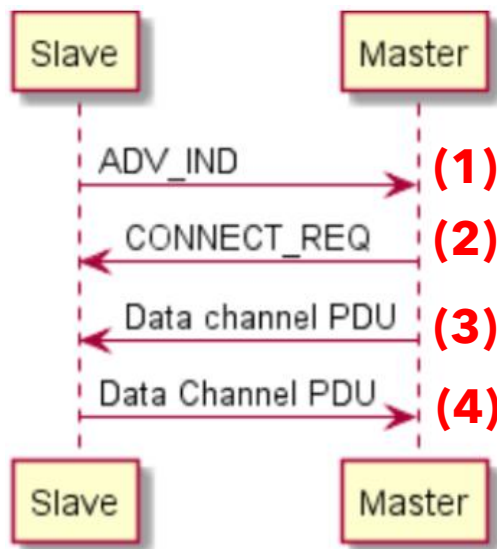 Slave Master
ADV_IND (1)
CONNECT_REQ (2)
Data channel PDU (3)
Data Channel PDU (4)
Slave Master